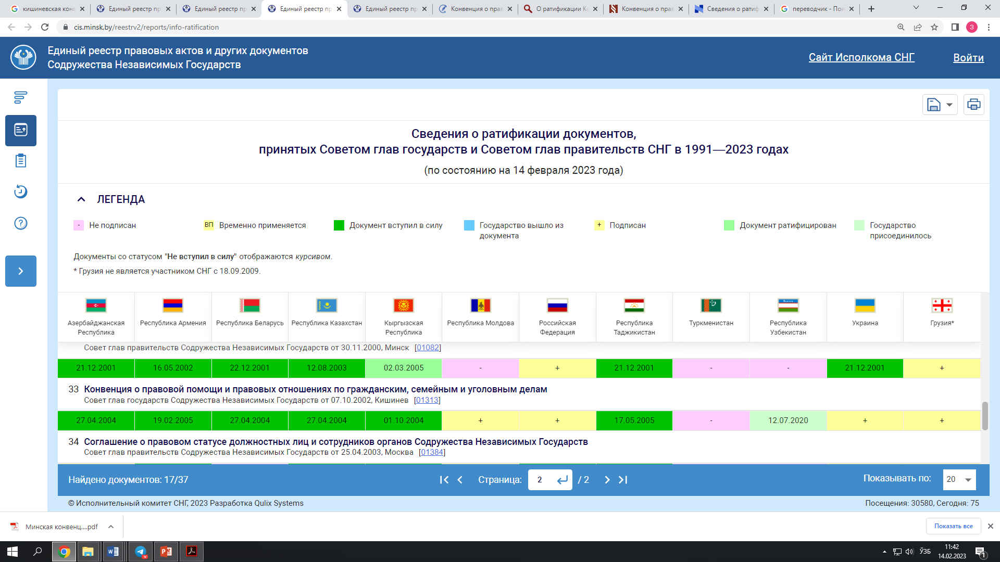 кишиневская конв
Единый реестр пр
Единый реестр пр
Единый реестр пр
Единый реестр пр
Конвенция о прав
О ратификации Ко
Конвенция о прав
Сведения о ратиф
переводчик - Пои
cis.minsk.by/reestrv2/reports/info-ratification
З
Единый реестр правовых актов и других документов
Содружества Независимых Государств
Сайт Исполкома СНГ
Войти
Сведения о ратификации документов,
принятых Советом глав государств и Советом глав правительств СНГ в 1991—2023 годах
(по состоянию на 14 февраля 2023 года)
ЛЕГЕНДА
- Не подписан
ВП Временно применяется
Документ вступил в силу
Государство вышло из
документа
+ Подписан
Документ ратифицирован
Государство
присоединилось
Документы со статусом "Не вступил в силу" отображаются курсивом.
* Грузия не является участником СНГ с 18.09.2009.
Азербайджанская
Республика
Республика Армения
Республика Беларусь
Республика Казахстан
Кыргызская
Республика
Республика Молдова
Российская
Федерация
Республика
Таджикистан
Туркменистан
Республика
Узбекистан
Украина
Грузия*
Совет глав правительств Содружества Независимых Государств от 30.11.2000, Минск [01082]
21.12.2001 16.05.2002 22.12.2001 12.08.2003 02.03.2005 - + 21.12.2001 - - 21.12.2001 +
33 Конвенция о правовой помощи и правовых отношениях по гражданским, семейным и уголовным делам
Совет глав государств Содружества Независимых Государств от 07.10.2002, Кишинев [01313]
27.04.2004 19.02.2005 27.04.2004 27.04.2004 01.10.2004 + + 17.05.2005 - 12.07.2020 + +
34 Соглашение о правовом статусе должностных лиц и сотрудников органов Содружества Независимых Государств
Совет глав правительств Содружества Независимых Государств от 25.04.2003, Москва [01384]
Найдено документов: 17/37
Страница: 2 / 2
Показывать по: 20
© Исполнительный комитет СНГ, 2023 Разработка Qulix Systems
Посещения: 30580, Сегодня: 75
Минская конвенц....pdf
Показать все
ЎЗБ
11:42
14.02.2023
1